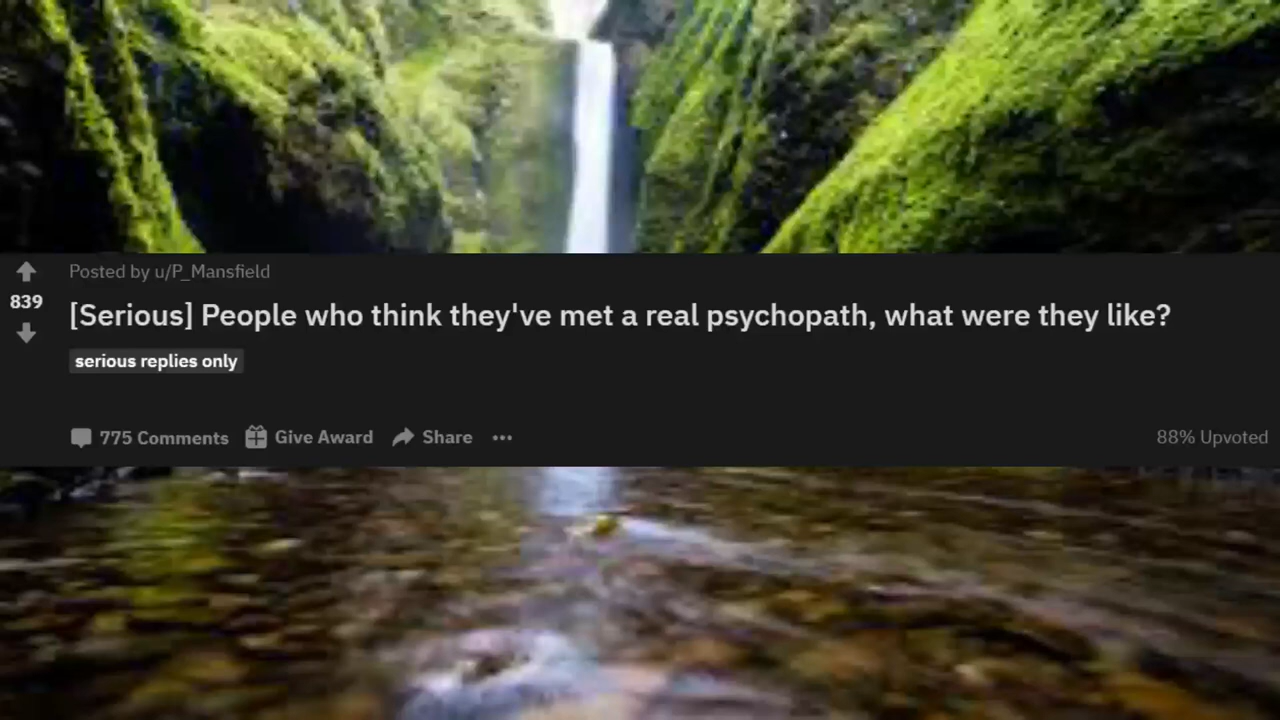 Posted by u/P_Mansfield
839
[Serious] People who think they've met a real psychopath, what were they like?
serious replies only
775 Comments Give Award Share ••• 88% Upvoted